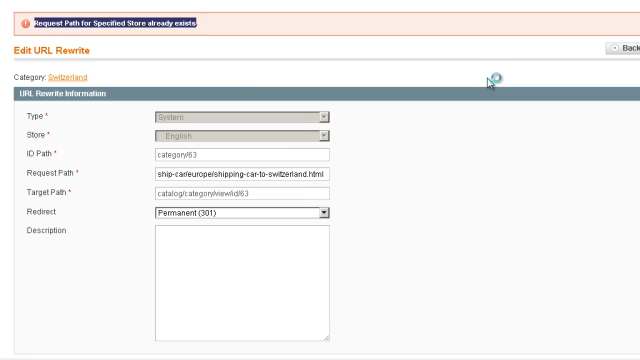 Request Path for Specified Store already exists.
Edit URL Rewrite
Back
Category: Switzerland
URL Rewrite Information
Type * System
Store * English
ID Path * category/63
Request Path * ship-car/europe/shipping-car-to-switzerland.html
Target Path * catalog/category/view/id/63
Redirect Permanent (301)
Description